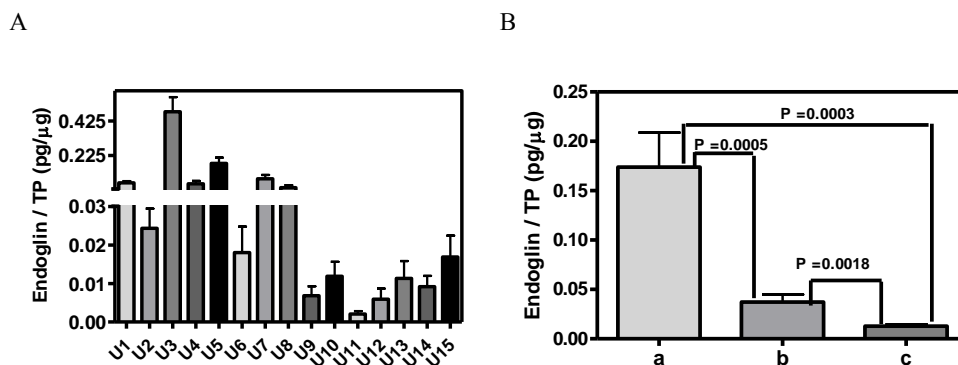 A
B
Endoglin / TP (pg/μg)
0.425
0.225
0.03
0.02
0.01
0.00
U1 U2 U3 U4 U5 U6 U7 U8 U9 U10 U11 U12 U13 U14 U15
Endoglin / TP (pg/μg)
0.25
0.20
0.15
0.10
0.05
0.00
P =0.0003
P =0.0005
P =0.0018
a b c